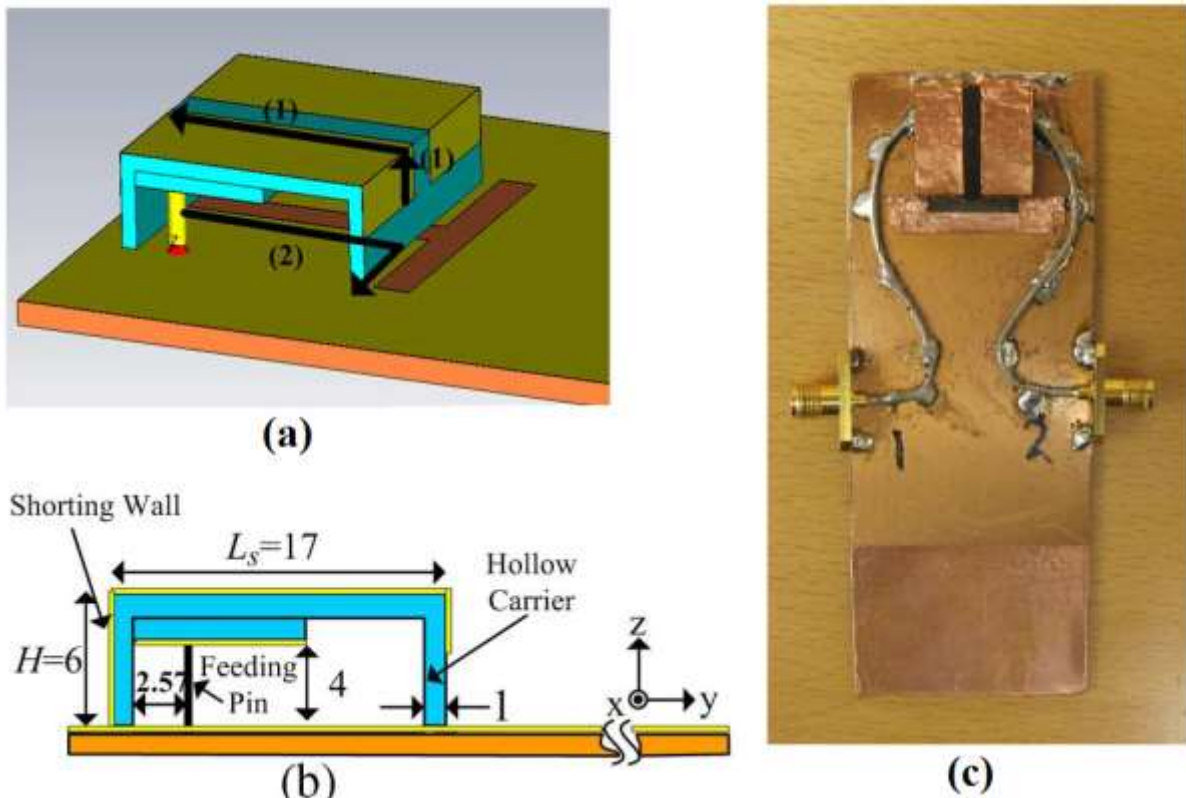 (1)
(1)
(2)
(a)
Shorting Wall
Ls=17
Hollow
Carrier
H=6
2.57
Feeding
Pin
4
1
z
x
y
(b)
1
2
(c)